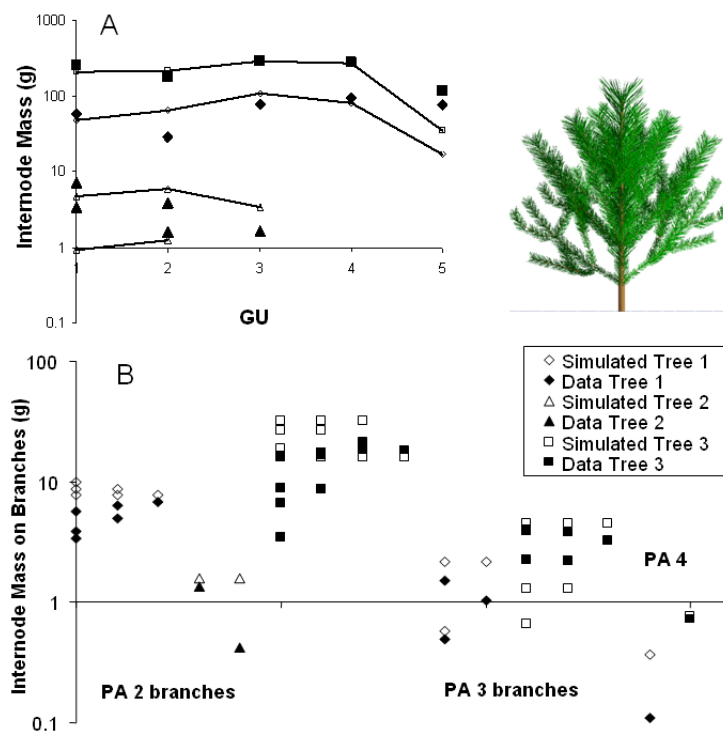 A
1000
100
10
1
0.1
Internode Mass (g)
1 2 3 4 5
GU
B
100
10
1
0.1
Internode Mass on Branches (g)
Simulated Tree 1
Data Tree 1
Simulated Tree 2
Data Tree 2
Simulated Tree 3
Data Tree 3
PA 4
PA 2 branches
PA 3 branches